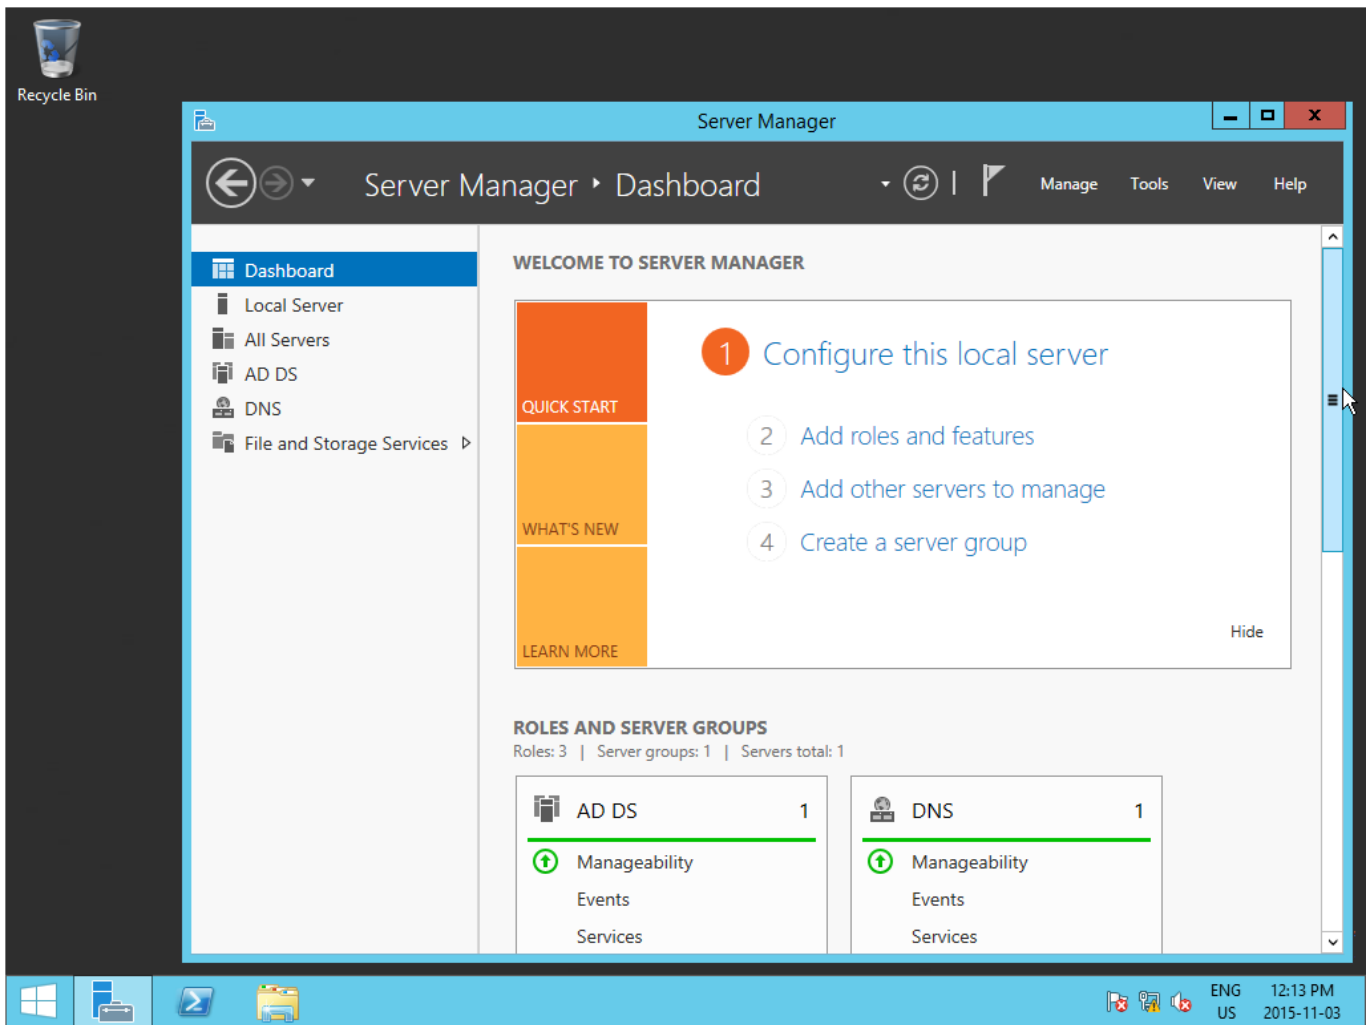 Recycle Bin
Server Manager
Server Manager ‣ Dashboard
Manage Tools View Help
Dashboard
Local Server
All Servers
AD DS
DNS
File and Storage Services
WELCOME TO SERVER MANAGER
QUICK START
WHAT'S NEW
LEARN MORE
1 Configure this local server
2 Add roles and features
3 Add other servers to manage
4 Create a server group
Hide
ROLES AND SERVER GROUPS
Roles: 3 | Server groups: 1 | Servers total: 1
AD DS 1
Manageability
Events
Services
DNS 1
Manageability
Events
Services
ENG
US
12:13 PM
2015-11-03